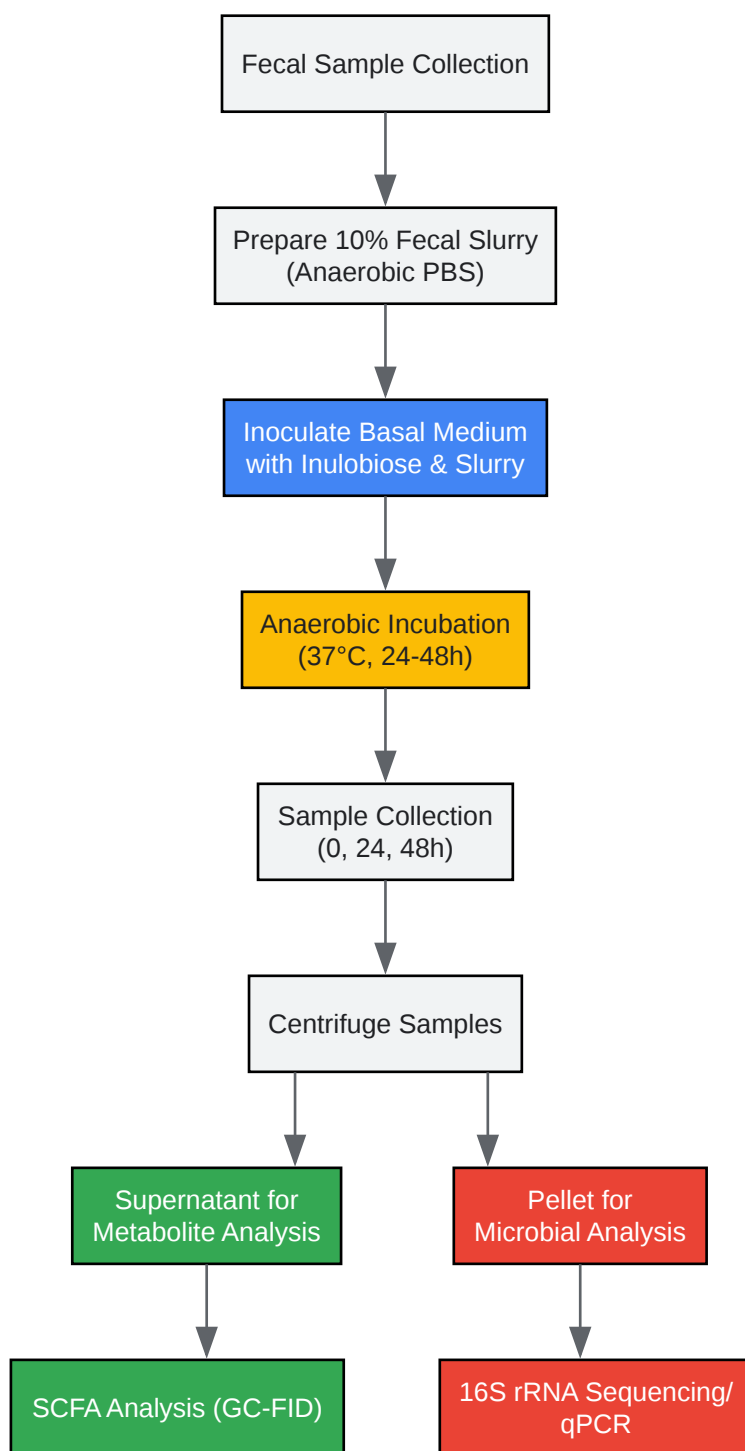 Fecal Sample Collection
Prepare 10% Fecal Slurry
(Anaerobic PBS)
Inoculate Basal Medium
with Inulobiose & Slurry
Anaerobic Incubation
(37°C, 24-48h)
Sample Collection
(0, 24, 48h)
Centrifuge Samples
Supernatant for
Metabolite Analysis
Pellet for
Microbial Analysis
SCFA Analysis (GC-FID)
16S rRNA Sequencing/
qPCR